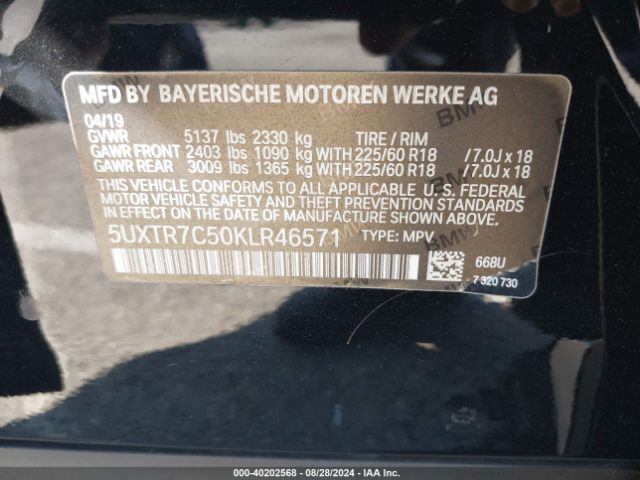 MFD BY BAYERISCHE MOTOREN WERKE AG
04/19
GVWR 5137 lbs 2330 kg TIRE / RIM
GAWR FRONT 2403 lbs 1090 kg WITH 225/60 R18 /7.0J x 18
GAWR REAR 3009 lbs 1365 kg WITH 225/60 R18 /7.0J x 18
THIS VEHICLE CONFORMS TO ALL APPLICABLE U.S. FEDERAL
MOTOR VEHICLE SAFETY AND THEFT PREVENTION STANDARDS
IN EFFECT ON THE DATE OF MANUFACTURE SHOWN ABOVE.
5UXTR7C50KLR46571 TYPE: MPV
668U
7 920 730
000-40202568 - 08/28/2024 - IAA Inc.